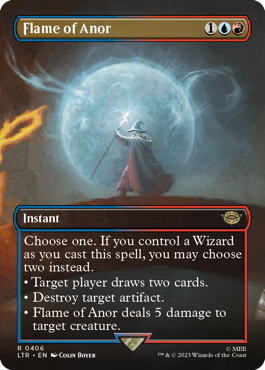 Flame of Anor 1
Instant
Choose one. If you control a Wizard
as you cast this spell, you may choose
two instead.
• Target player draws two cards.
• Destroy target artifact.
• Flame of Anor deals 5 damage to
target creature.
R 0406 © MEE
LTR • EN COLIN BOYER ™ & © 2023 Wizards of the Coast